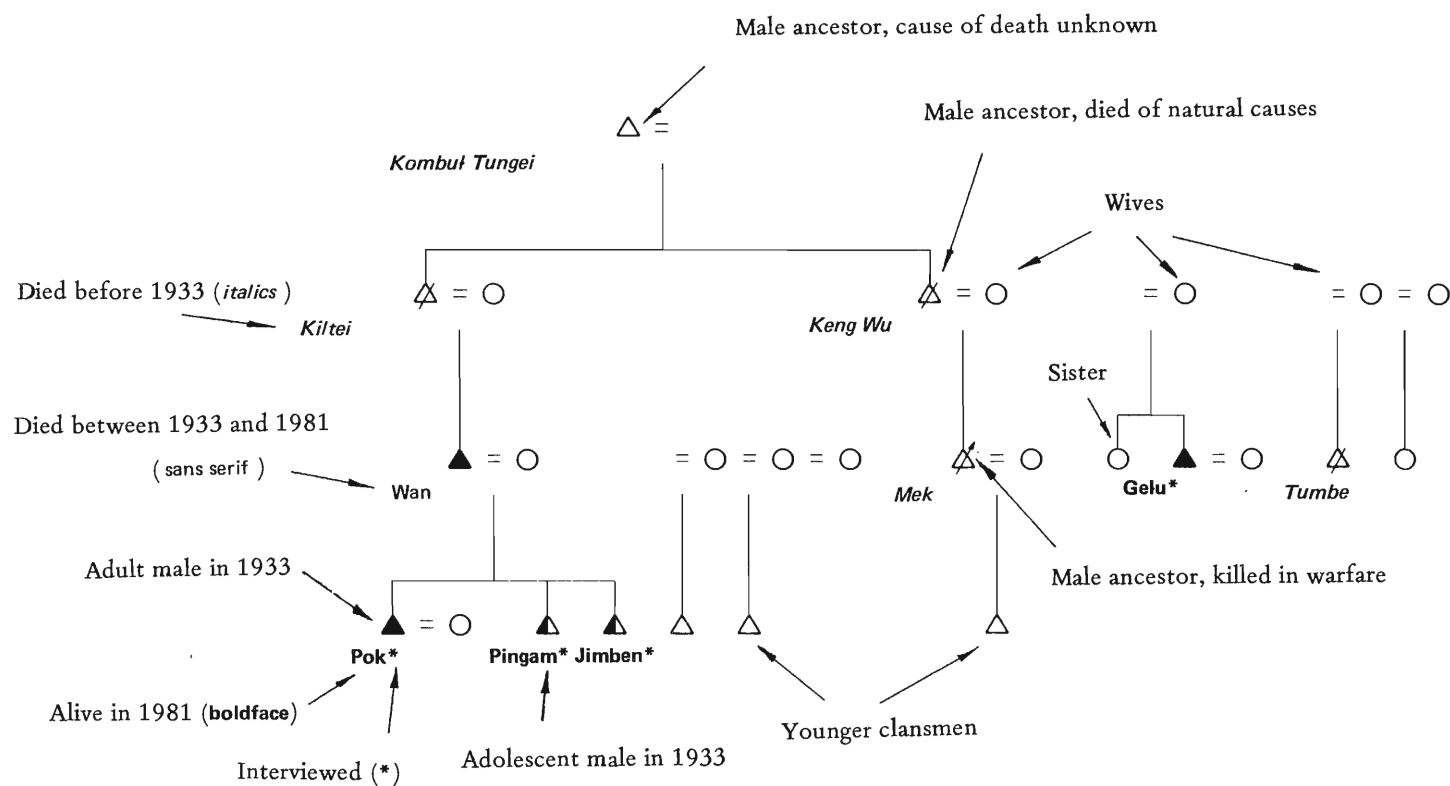 Male ancestor, cause of death unknown
Male ancestor, died of natural causes
Kombuł Tungei
Wives
Died before 1933 (italics)
Kiltei
Keng Wu
Sister
Died between 1933 and 1981
(sans serif)
Wan
Mek
Gełu*
Tumbe
Adult male in 1933
Male ancestor, killed in warfare
Pok*
Pingam*
Jimben*
Alive in 1981 (boldface)
Younger clansmen
Interviewed (*)
Adolescent male in 1933